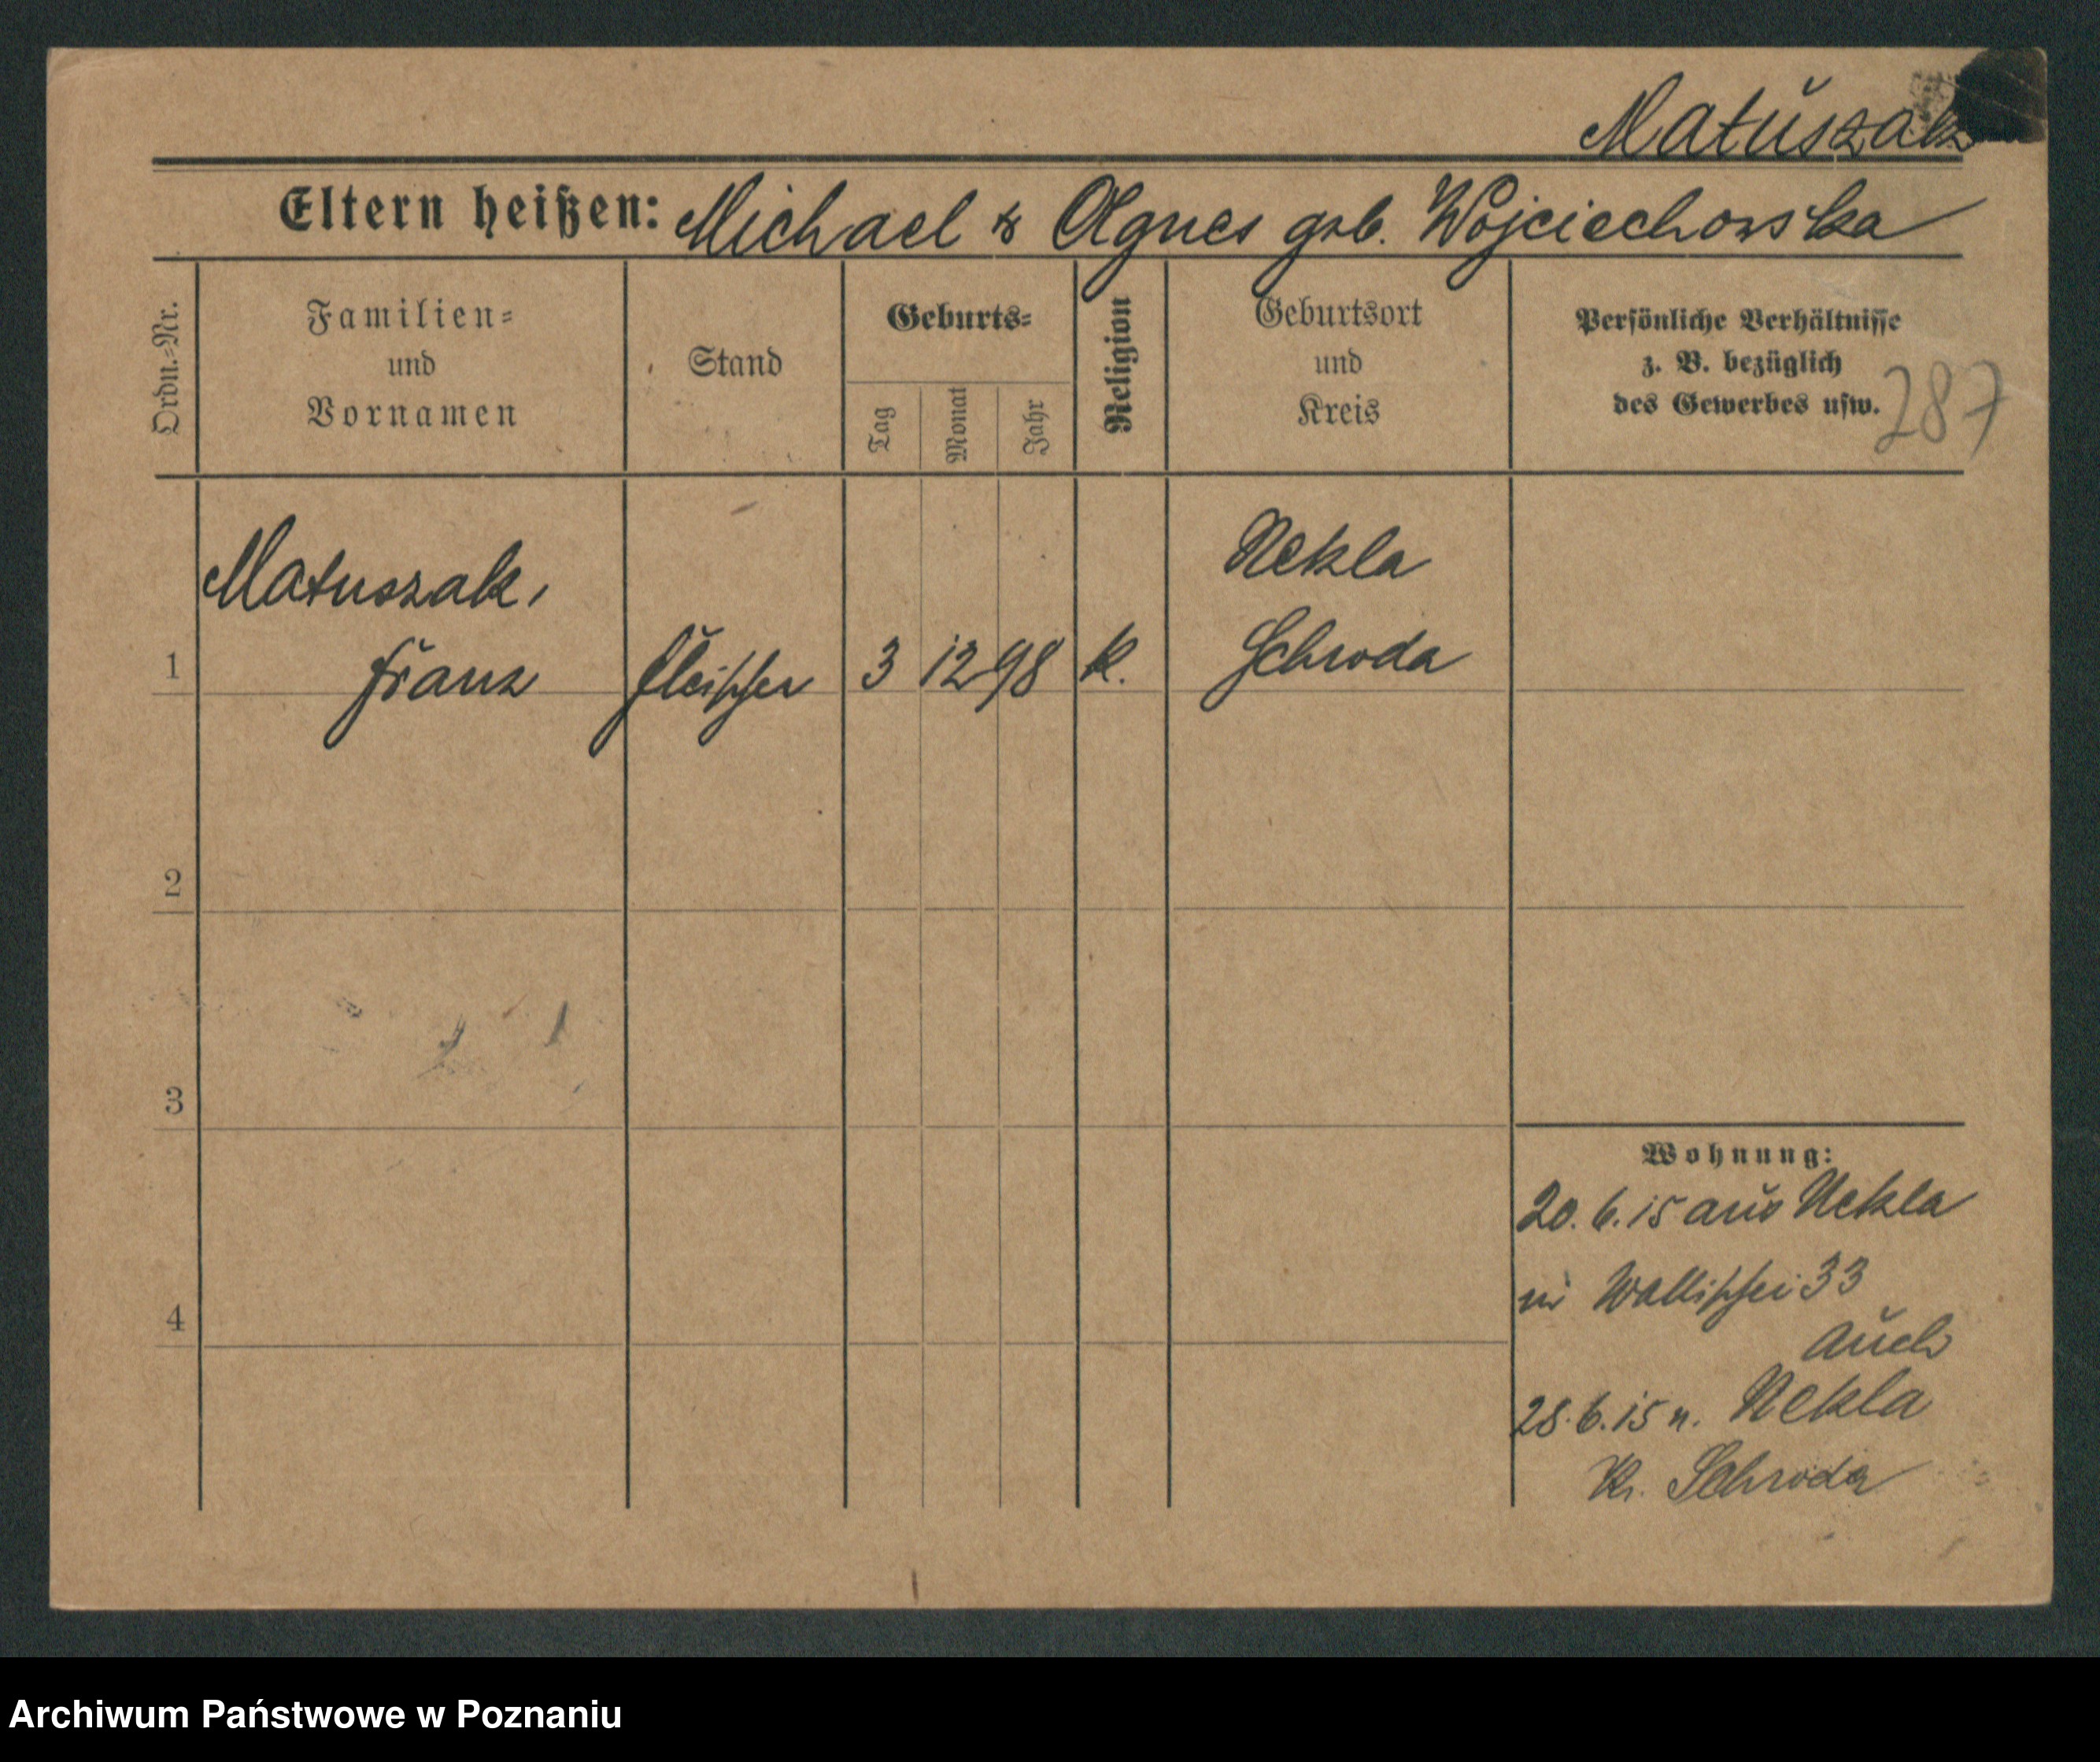 Matuszak
Eltern heißen: Michael & Agnes geb. Wojciechowska
Ordn.-Nr.
Familien-
und
Vornamen
Stand
Geburts-
Tag
Monat
Jahr
Religion
Geburtsort
und
Kreis
Persönliche Verhältnisse
z. B. bezüglich
des Gewerbes usw.
287
Matuszak,
1 Franz Fleischer 3 12 98 k.
Nekla
Schroda
2
3
4
Wohnung:
20.6.15 aus Nekla
Wallischei 33
auch
28.6.15 n. Nekla
Kr. Schroda
Archiwum Państwowe w Poznaniu